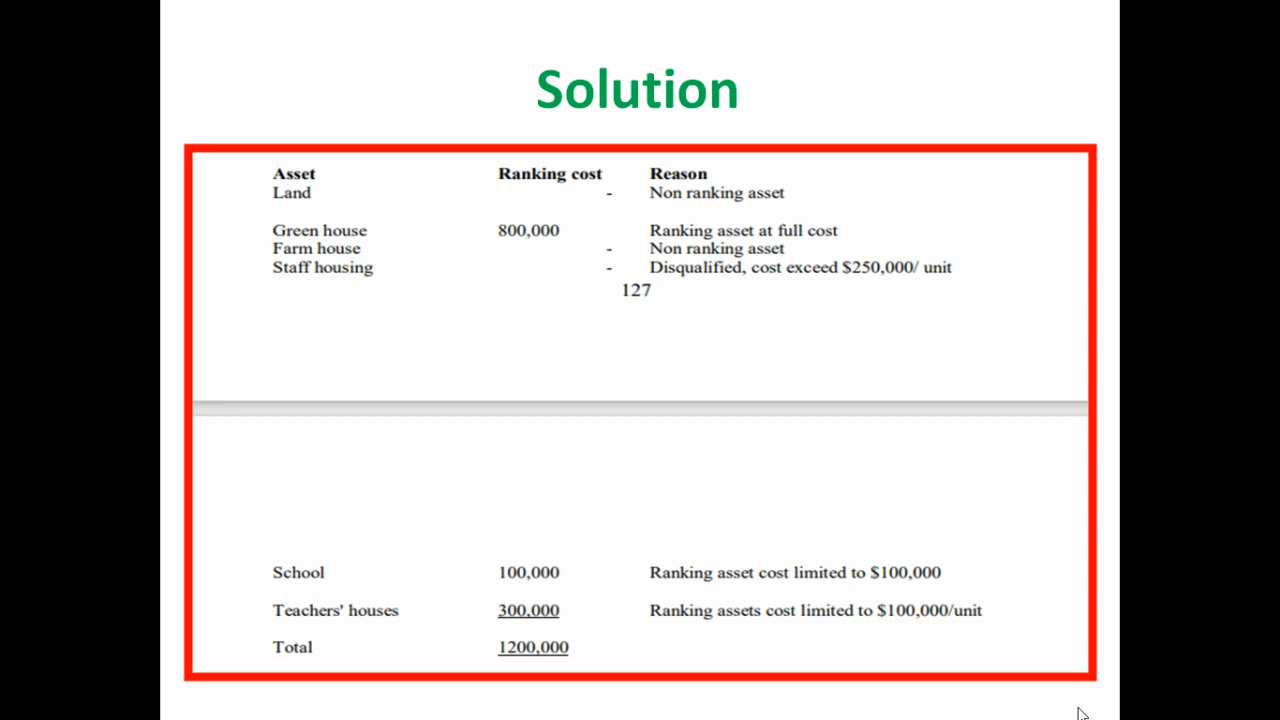 Solution
Asset Ranking cost Reason
Land - Non ranking asset
Green house 800,000 Ranking asset at full cost
Farm house - Non ranking asset
Staff housing - Disqualified, cost exceed $250,000/ unit
127
School 100,000 Ranking asset cost limited to $100,000
Teachers' houses 300,000 Ranking assets cost limited to $100,000/unit
Total 1200,000